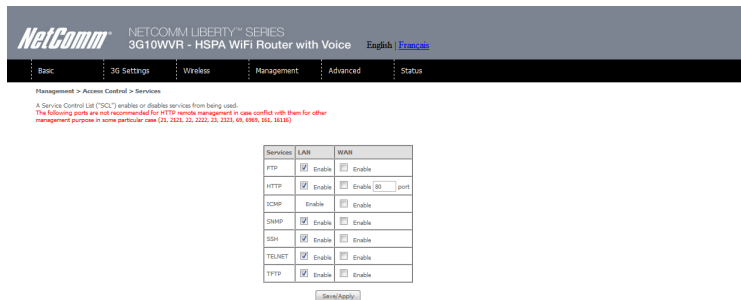 NetComm
NETCOMM LIBERTY™ SERIES
3G10WVR - HSPA WiFi Router with Voice
English | Français
Basic 3G Settings Wireless Management Advanced Status
Management > Access Control > Services
A Service Control List ("SCL") enables or disables services from being used.
The following ports are not recommended for HTTP remote management in case conflict with them for other
management purpose in some particular case (21, 2121, 22, 2222, 23, 2323, 69, 6969, 161, 16116)
Services LAN WAN
FTP Enable Enable
HTTP Enable Enable 80 port
ICMP Enable Enable
SNMP Enable Enable
SSH Enable Enable
TELNET Enable Enable
TFTP Enable Enable
Save/Apply